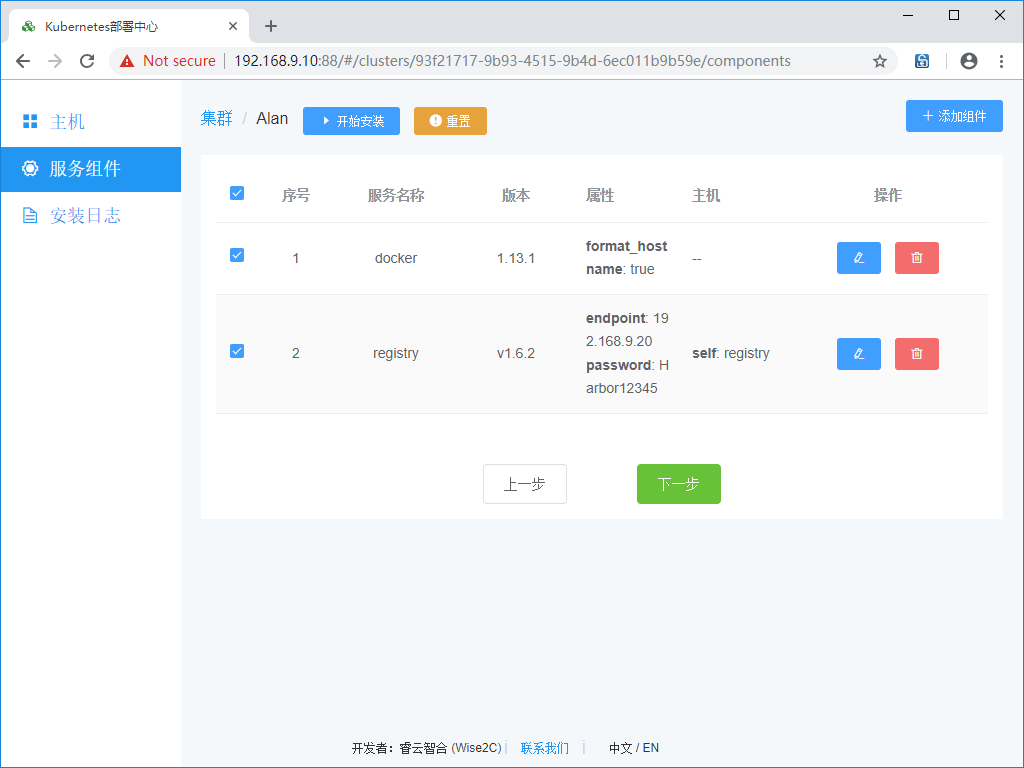 Kubernetes部署中心
Not secure 192.168.9.10:88/#/clusters/93f21717-9b93-4515-9b4d-6ec011b9b59e/components
主机
服务组件
安装日志
集群 / Alan 开始安装 重置 添加组件
序号 服务名称 版本 属性 主机 操作
1 docker 1.13.1 format_host
name: true --
2 registry v1.6.2 endpoint: 19
2.168.9.20
password: H
arbor12345 self: registry
上一步 下一步
开发者：睿云智合 (Wise2C) | 联系我们 | 中文 / EN